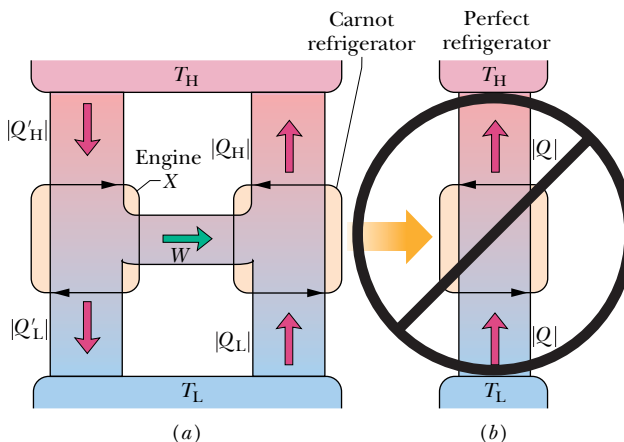 Carnot
refrigerator
Perfect
refrigerator
T_H
T_H
|Q'_H|
Engine
X
|Q_H|
|Q|
W
|Q'_L|
|Q_L|
|Q|
T_L
T_L
(a)
(b)